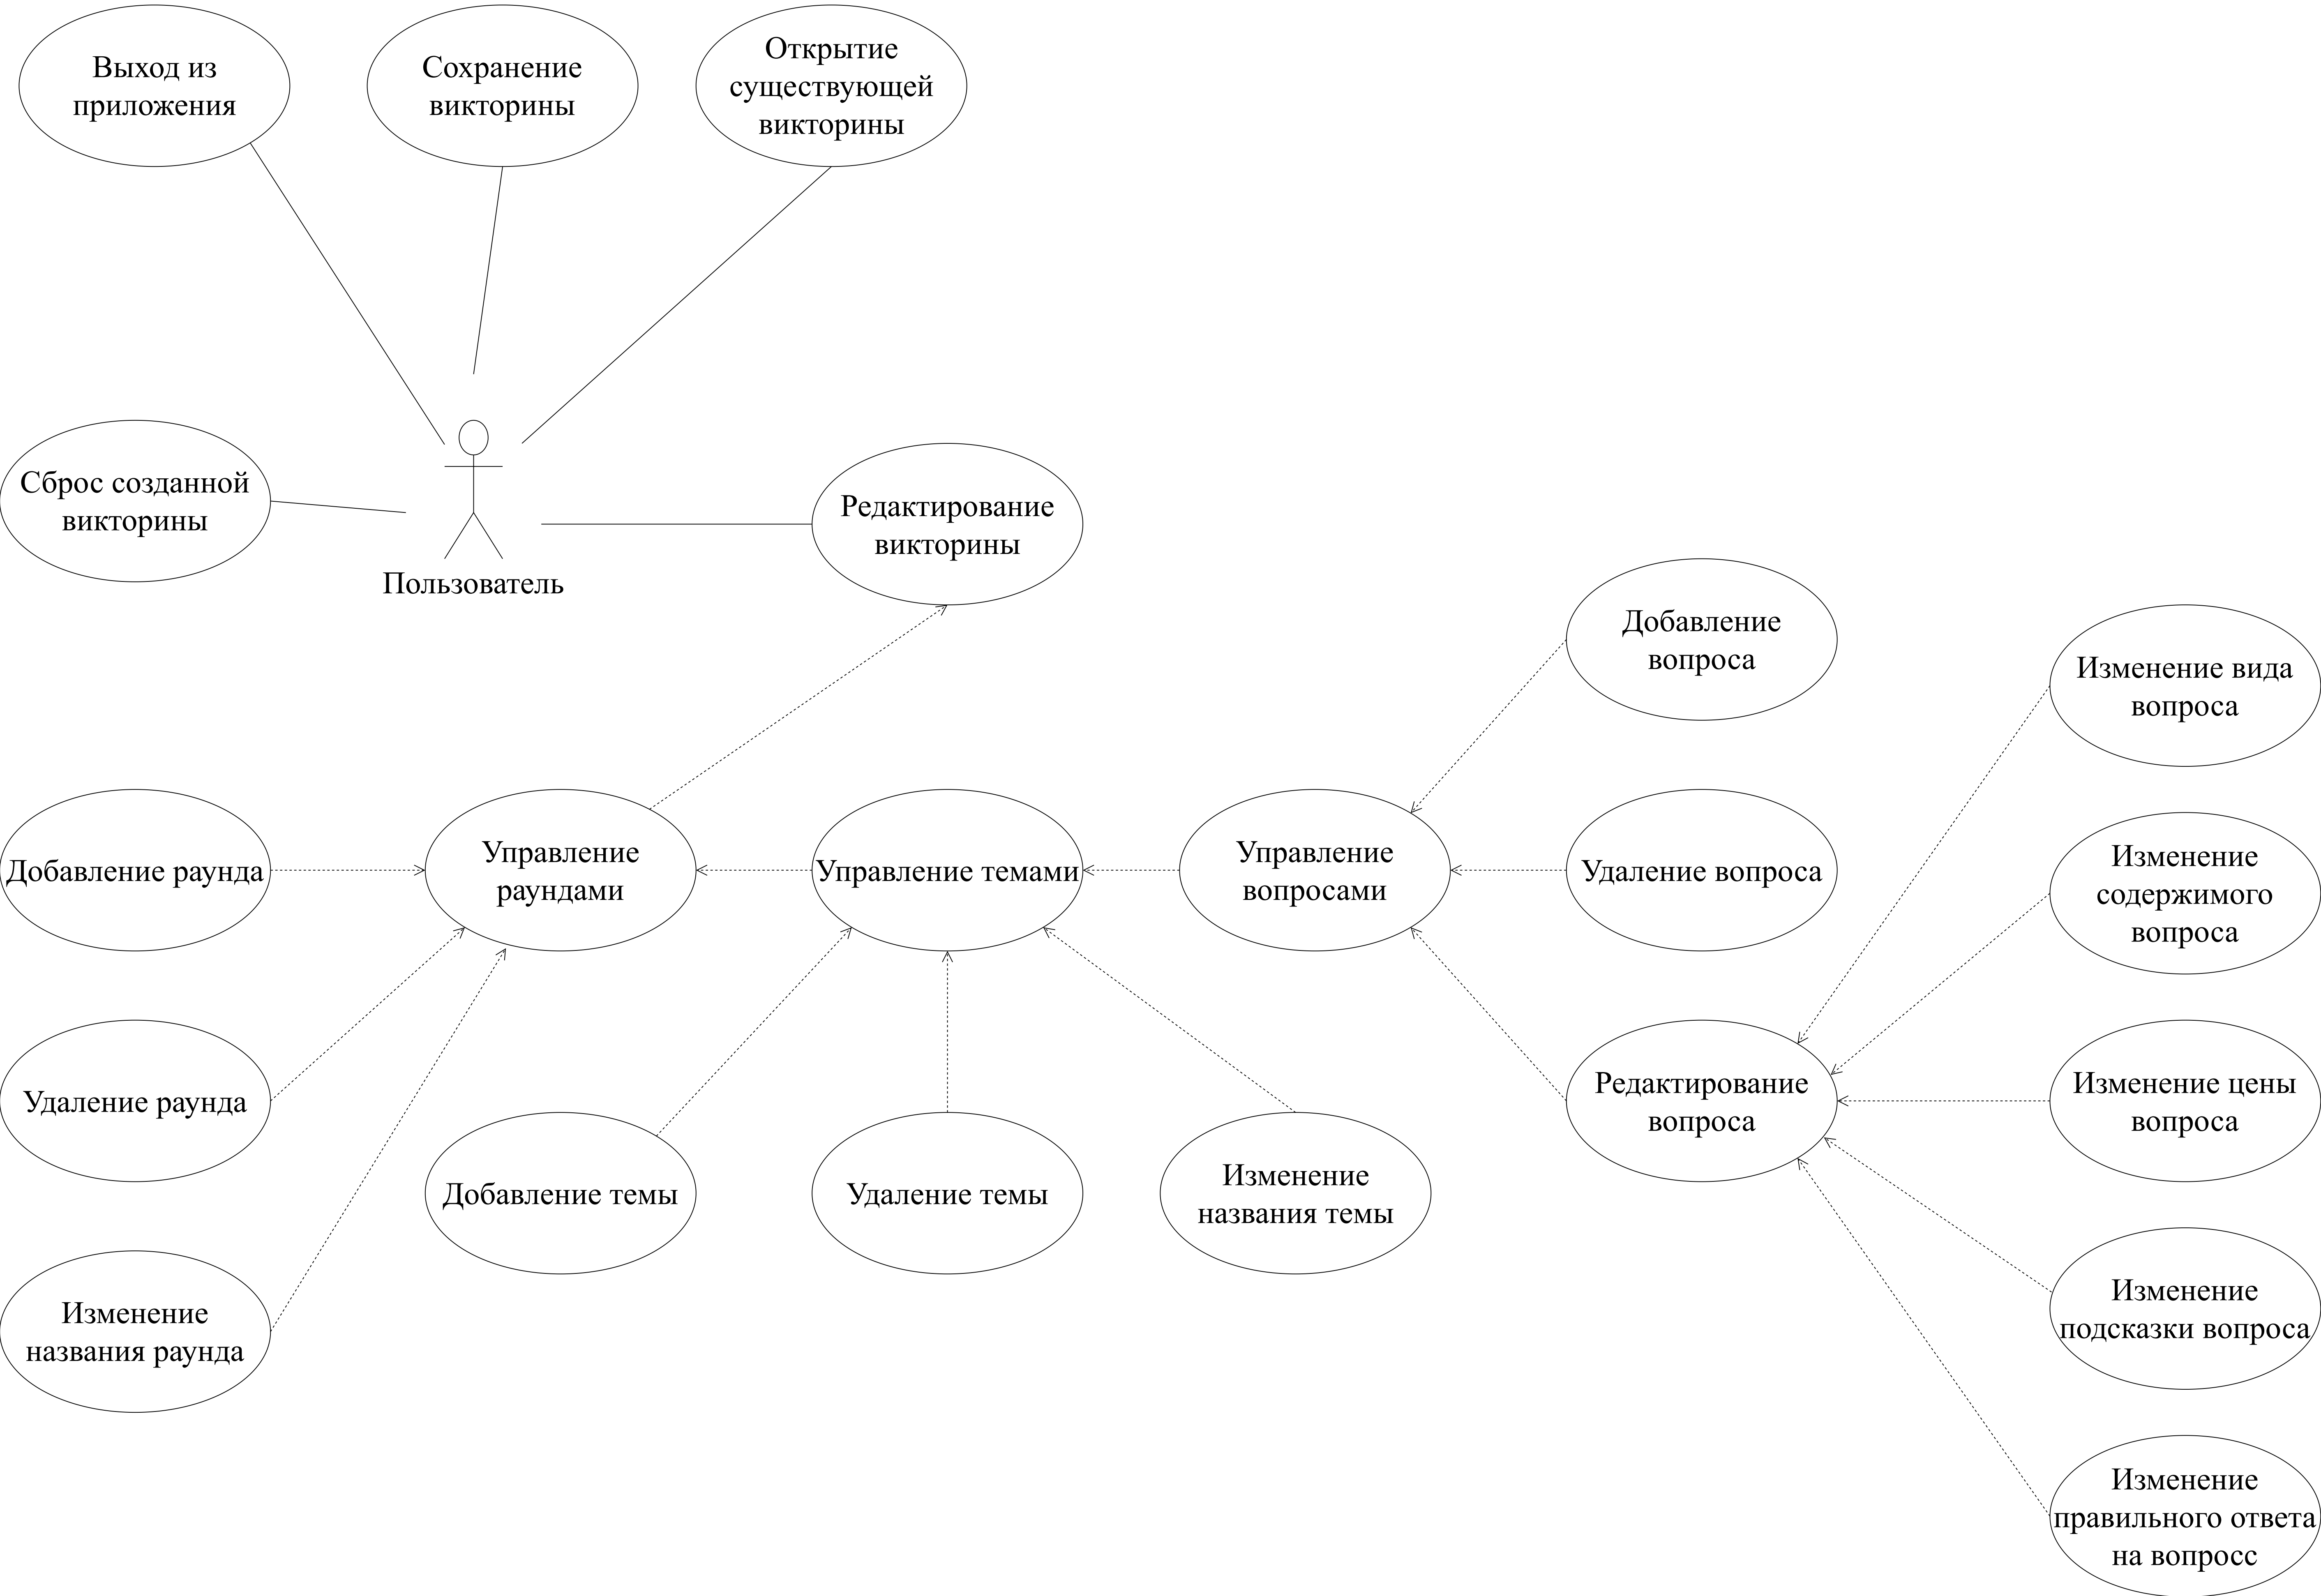 Выход из
приложения
Сохранение
викторины
Открытие
существующей
викторины
Сброс созданной
викторины
Пользователь
Редактирование
викторины
Добавление
вопроса
Изменение вида
вопроса
Добавление раунда
Управление
раундами
Управление темами
Управление
вопросами
Удаление вопроса
Изменение
содержимого
вопроса
Удаление раунда
Редактирование
вопроса
Изменение цены
вопроса
Добавление темы
Удаление темы
Изменение
названия темы
Изменение
названия раунда
Изменение
подсказки вопроса
Изменение
правильного ответа
на вопросс